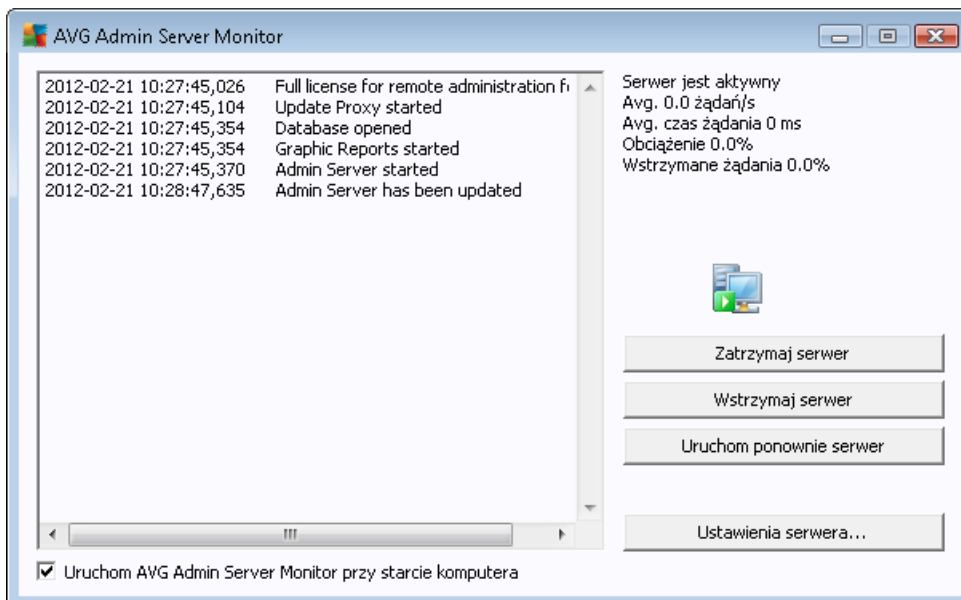 AVG Admin Server Monitor
2012-02-21 10:27:45,026 Full license for remote administration
2012-02-21 10:27:45,104 Update Proxy started
2012-02-21 10:27:45,354 Database opened
2012-02-21 10:27:45,354 Graphic Reports started
2012-02-21 10:27:45,370 Admin Server started
2012-02-21 10:28:47,635 Admin Server has been updated
Serwer jest aktywny
Avg. 0.0 żądań/s
Avg. czas żądania 0 ms
Obciążenie 0.0%
Wstrzymane żądania 0.0%
Zatrzymaj serwer
Wstrzymaj serwer
Uruchom ponownie serwer
Ustawienia serwera...
Uruchom AVG Admin Server Monitor przy starcie komputera